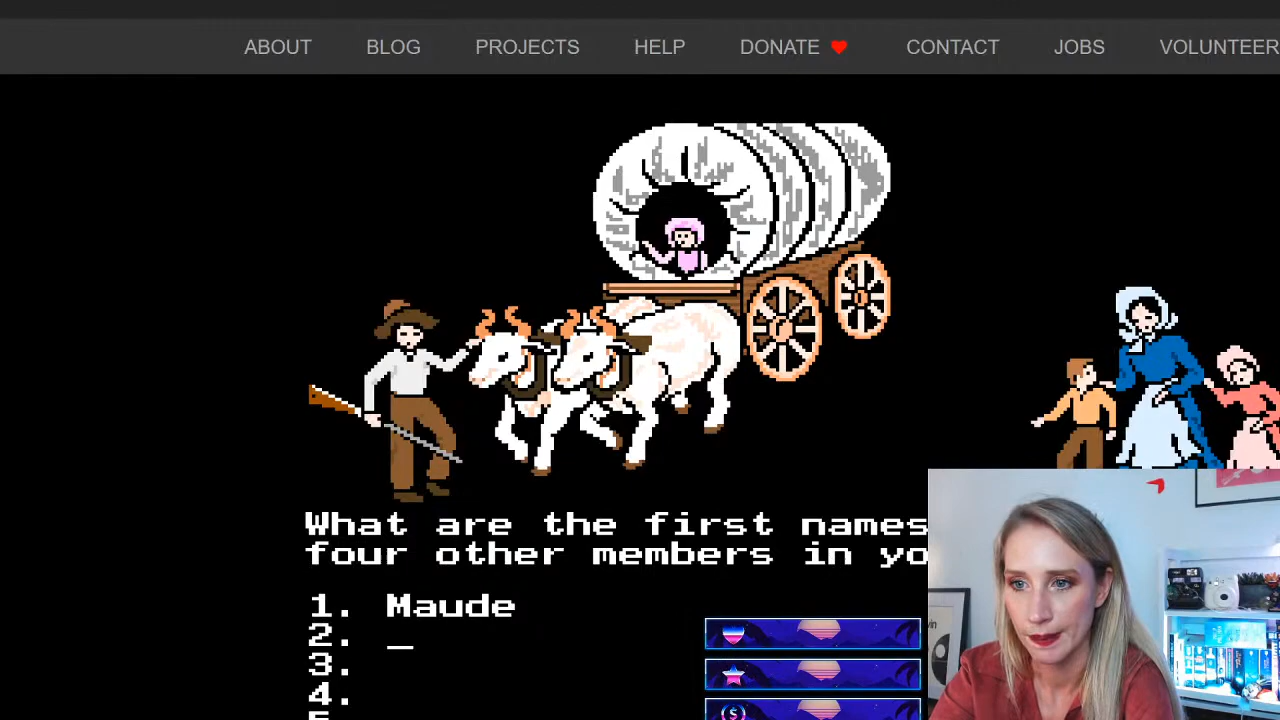 ABOUT BLOG PROJECTS HELP DONATE CONTACT JOBS VOLUNTEER
What are the first names
four other members in yo
1. Maude
2. _
3.
4.
$